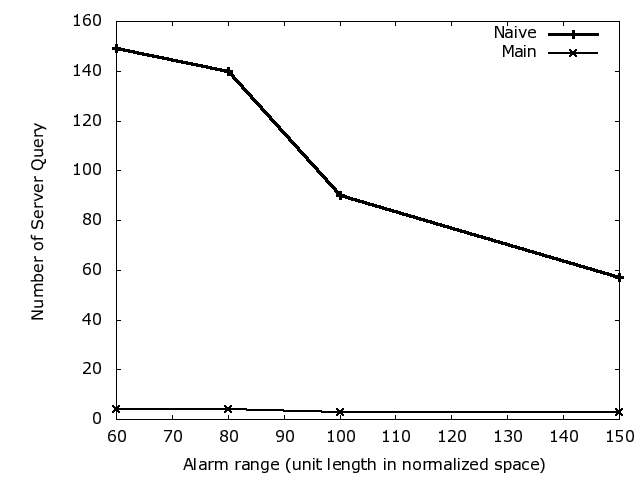 160
140
120
100
80
60
40
20
0
Number of Server Query
Naive
Main
60 70 80 90 100 110 120 130 140 150
Alarm range (unit length in normalized space)